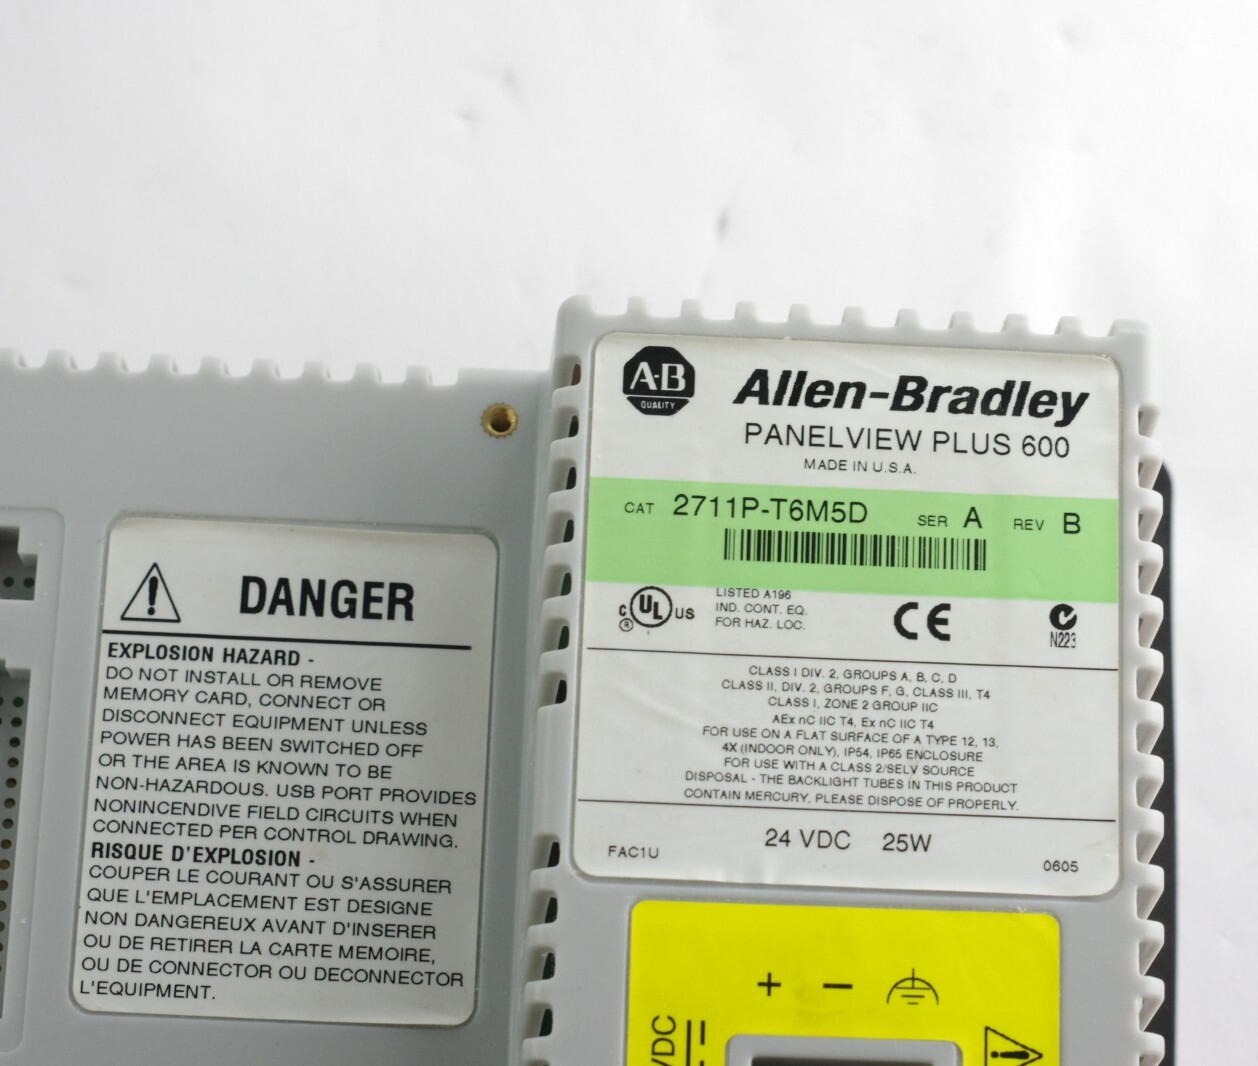 DANGER
EXPLOSION HAZARD -
DO NOT INSTALL OR REMOVE
MEMORY CARD, CONNECT OR
DISCONNECT EQUIPMENT UNLESS
POWER HAS BEEN SWITCHED OFF
OR THE AREA IS KNOWN TO BE
NON-HAZARDOUS. USB PORT PROVIDES
NONINCENDIVE FIELD CIRCUITS WHEN
CONNECTED PER CONTROL DRAWING.
RISQUE D'EXPLOSION -
COUPER LE COURANT OU S'ASSURER
QUE L'EMPLACEMENT EST DESIGNE
NON DANGEREUX AVANT D'INSERER
OU DE RETIRER LA CARTE MEMOIRE,
OU DE CONNECTOR OU DECONNECTOR
L'EQUIPMENT.
A-B
QUALITY
Allen-Bradley
PANELVIEW PLUS 600
MADE IN U.S.A.
CAT 2711P-T6M5D SER A REV B
C UL US
LISTED A196
IND. CONT. EQ.
FOR HAZ. LOC.
CE
N223
CLASS I DIV. 2, GROUPS A, B, C, D
CLASS II, DIV. 2, GROUPS F, G, CLASS III, T4
CLASS I, ZONE 2 GROUP IIC
AEx nC IIC T4, Ex nC IIC T4
FOR USE ON A FLAT SURFACE OF A TYPE 12, 13,
4X (INDOOR ONLY), IP54, IP65 ENCLOSURE
FOR USE WITH A CLASS 2/SELV SOURCE
DISPOSAL - THE BACKLIGHT TUBES IN THIS PRODUCT
CONTAIN MERCURY, PLEASE DISPOSE OF PROPERLY.
24 VDC 25W
FAC1U 0605
+ −
VDC